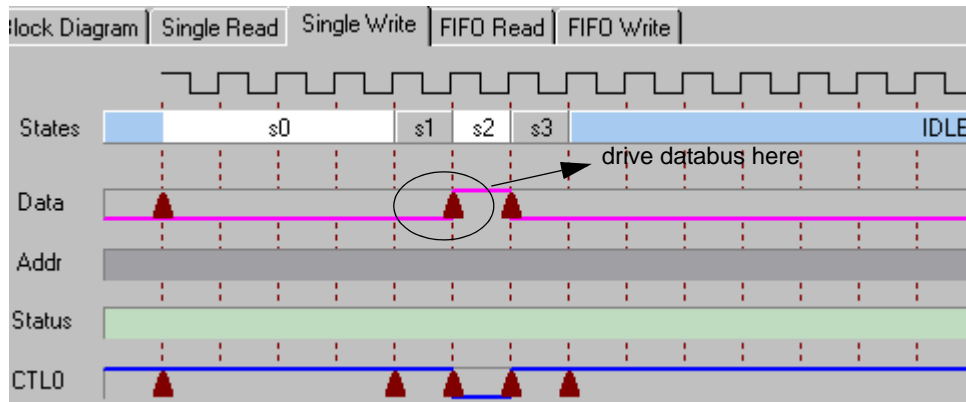 lock Diagram Single Read Single Write FIFO Read FIFO Write
States s0 s1 s2 s3 IDLE
drive databus here
Data
Addr
Status
CTL0